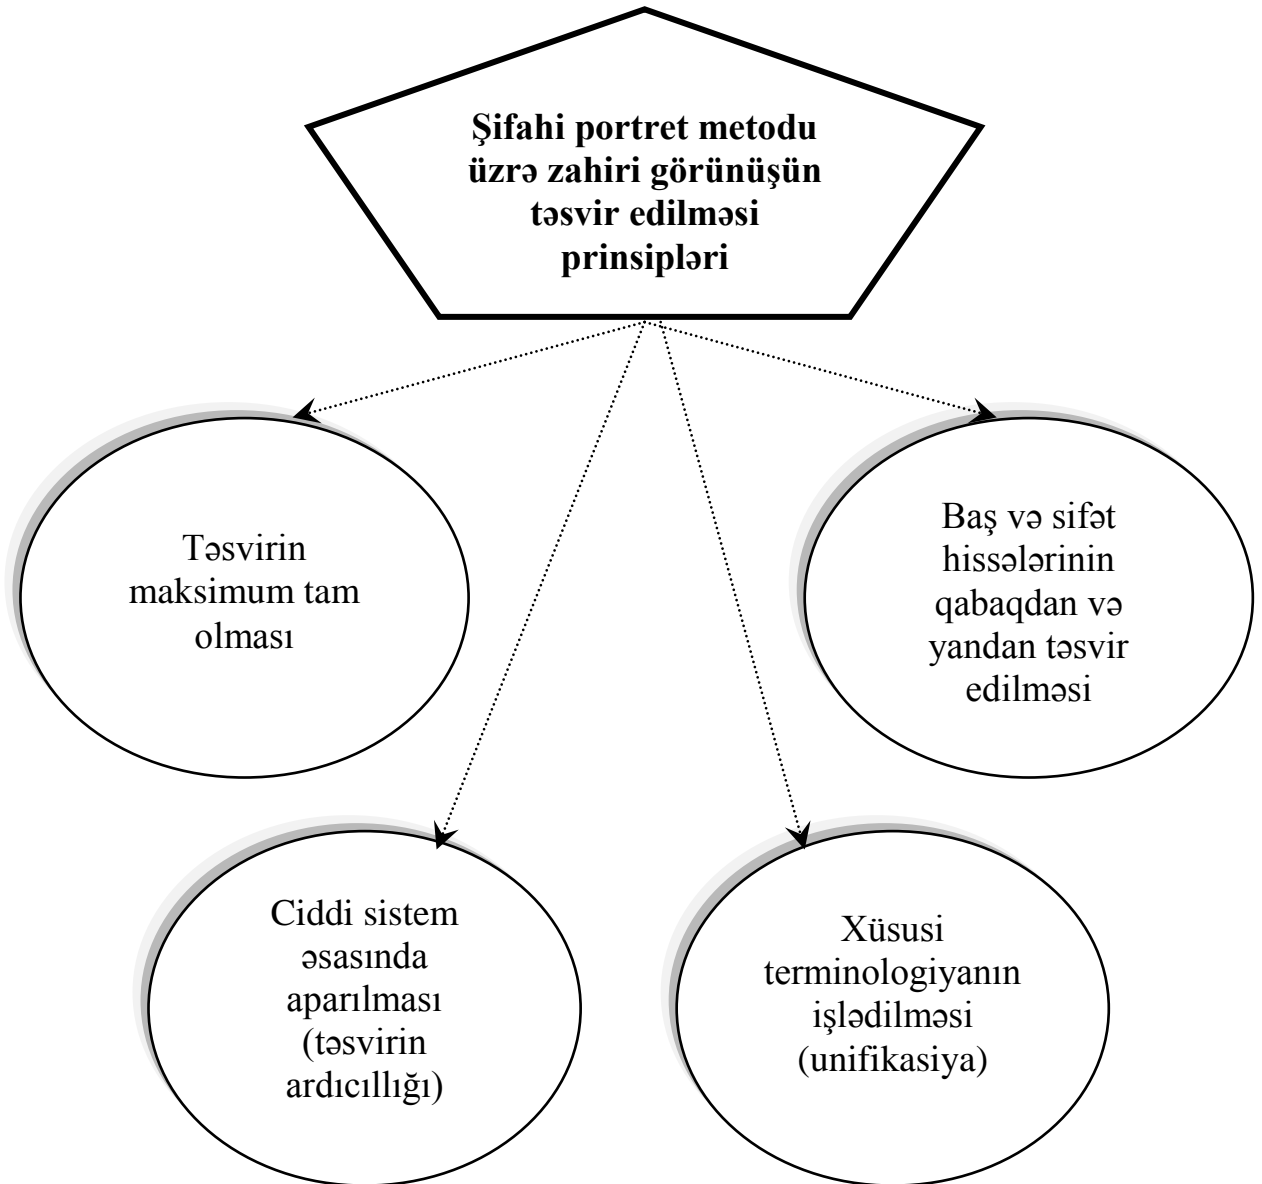 Şifahi portret metodu
üzrə zahiri görünüşün
təsvir edilməsi
prinsipləri
Təsvirin
maksimum tam
olması
Baş və sifət
hissələrinin
qabaqdan və
yandan təsvir
edilməsi
Ciddi sistem
əsasında
aparılması
(təsvirin
ardıcıllığı)
Xüsusi
terminologiyanın
işlədilməsi
(unifikasiya)